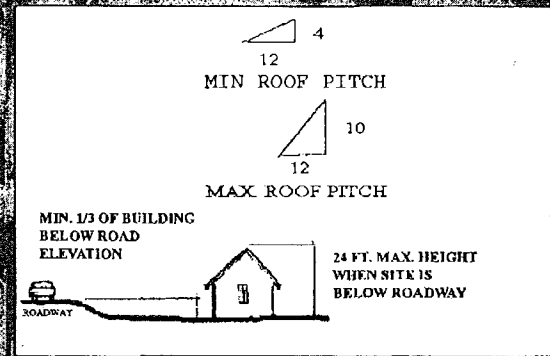 4
12
MIN ROOF PITCH
10
12
MAX. ROOF PITCH
MIN. 1/3 OF BUILDING
BELOW ROAD
ELEVATION
24 FT. MAX. HEIGHT
WHEN SITE IS
BELOW ROADWAY
ROADWAY